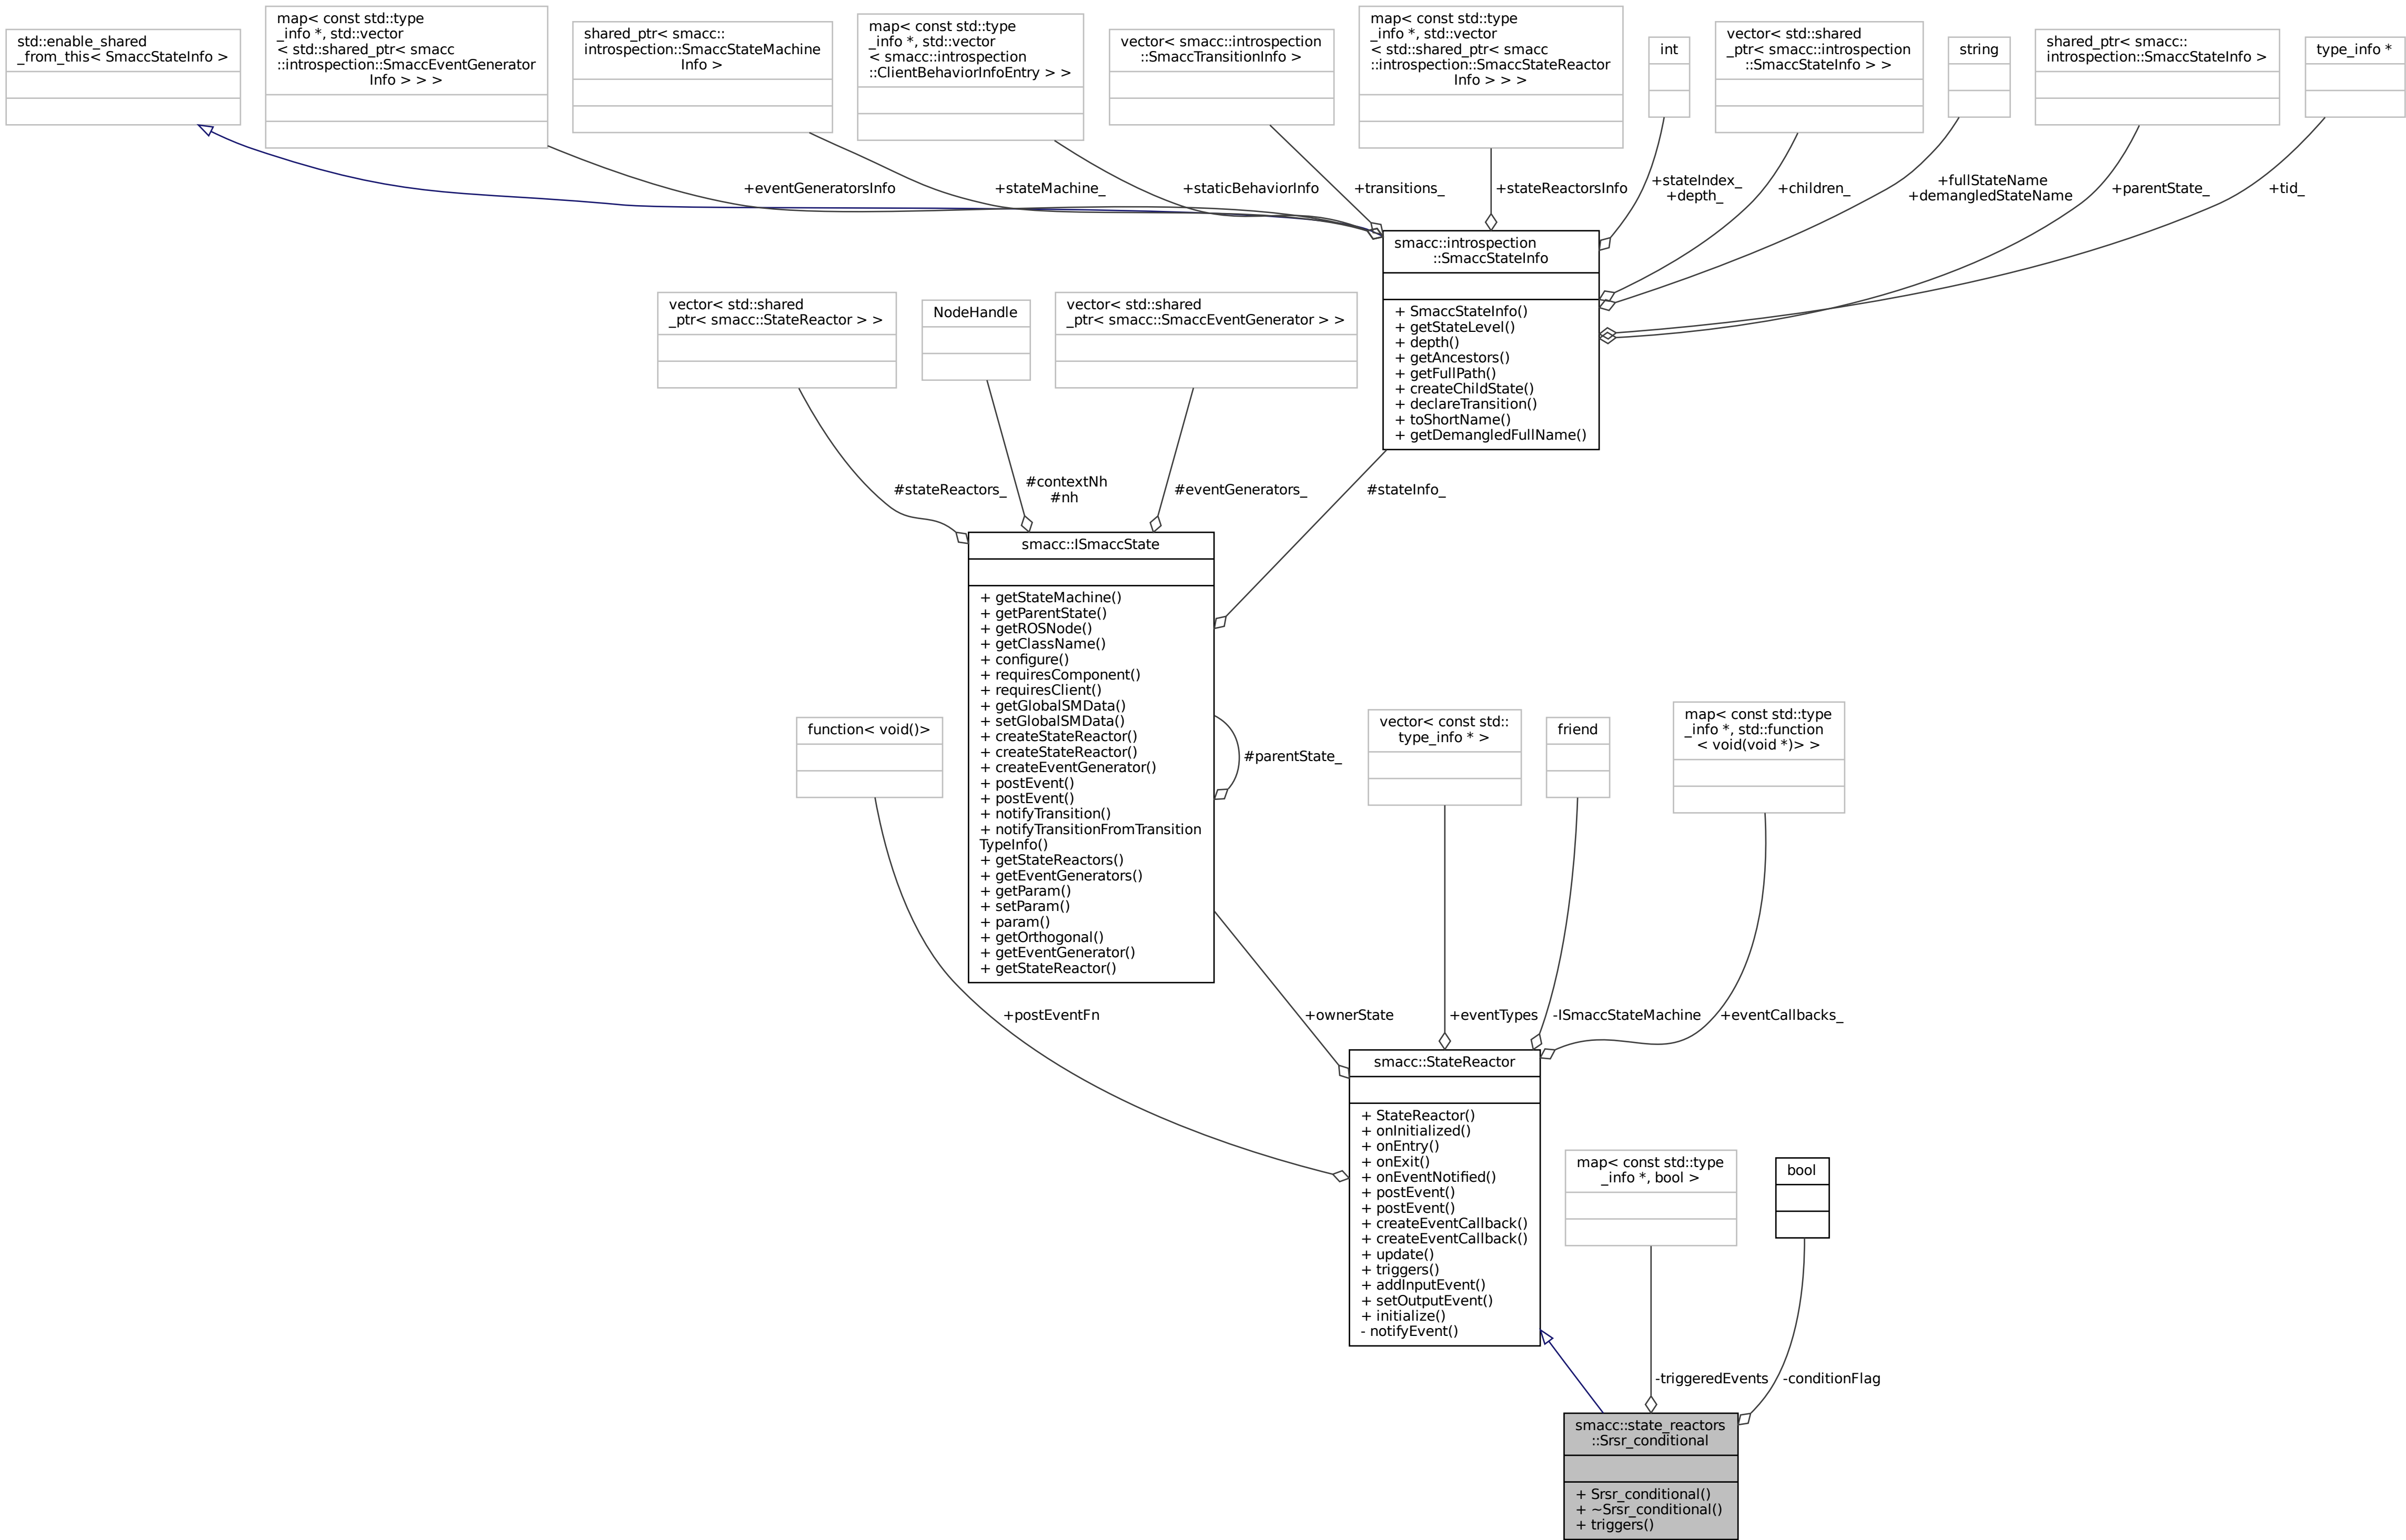 std::enable_shared
_from_this< SmaccStateInfo >
map< const std::type
_info *, std::vector
< std::shared_ptr< smacc
::introspection::SmaccEventGenerator
Info > > >
shared_ptr< smacc::
introspection::SmaccStateMachine
Info >
map< const std::type
_info *, std::vector
< smacc::introspection
::ClientBehaviorInfoEntry > >
vector< smacc::introspection
::SmaccTransitionInfo >
map< const std::type
_info *, std::vector
< std::shared_ptr< smacc
::introspection::SmaccStateReactor
Info > > >
int
vector< std::shared
_ptr< smacc::introspection
::SmaccStateInfo > >
string
shared_ptr< smacc::
introspection::SmaccStateInfo >
type_info *
+eventGeneratorsInfo
+stateMachine_
+staticBehaviorInfo
+transitions_
+stateReactorsInfo
+stateIndex_
+depth_
+children_
+fullStateName
+demangledStateName
+parentState_
+tid_
smacc::introspection
::SmaccStateInfo
+ SmaccStateInfo()
+ getStateLevel()
+ depth()
+ getAncestors()
+ getFullPath()
+ createChildState()
+ declareTransition()
+ toShortName()
+ getDemangledFullName()
vector< std::shared
_ptr< smacc::StateReactor > >
NodeHandle
vector< std::shared
_ptr< smacc::SmaccEventGenerator > >
#stateReactors_
#contextNh
#nh
#eventGenerators_
#stateInfo_
smacc::ISmaccState
+ getStateMachine()
+ getParentState()
+ getROSNode()
+ getClassName()
+ configure()
+ requiresComponent()
+ requiresClient()
+ getGlobalSMData()
+ setGlobalSMData()
+ createStateReactor()
+ createStateReactor()
+ createEventGenerator()
+ postEvent()
+ postEvent()
+ notifyTransition()
+ notifyTransitionFromTransition
TypeInfo()
+ getStateReactors()
+ getEventGenerators()
+ getParam()
+ setParam()
+ param()
+ getOrthogonal()
+ getEventGenerator()
+ getStateReactor()
#parentState_
function< void()>
vector< const std::
type_info * >
friend
map< const std::type
_info *, std::function
< void(void *)> >
+postEventFn
+ownerState
+eventTypes
-ISmaccStateMachine
+eventCallbacks_
smacc::StateReactor
+ StateReactor()
+ onInitialized()
+ onEntry()
+ onExit()
+ onEventNotified()
+ postEvent()
+ postEvent()
+ createEventCallback()
+ createEventCallback()
+ update()
+ triggers()
+ addInputEvent()
+ setOutputEvent()
+ initialize()
- notifyEvent()
map< const std::type
_info *, bool >
bool
-triggeredEvents
-conditionFlag
smacc::state_reactors
::Srsr_conditional
+ Srsr_conditional()
+ ~Srsr_conditional()
+ triggers()